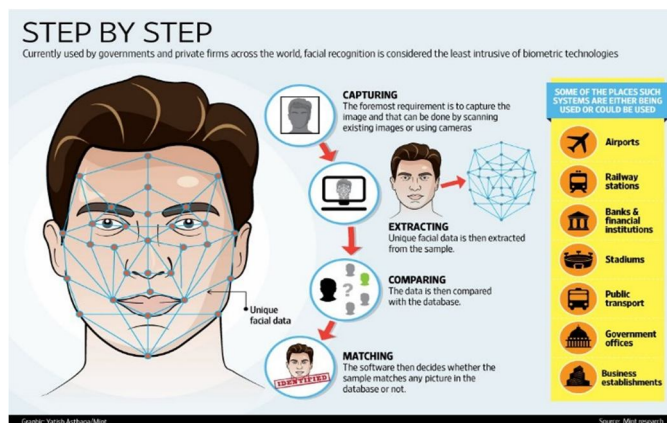 STEP BY STEP
Currently used by governments and private firms across the world, facial recognition is considered the least intrusive of biometric technologies
CAPTURING
The foremost requirement is to capture the
image and that can be done by scanning
existing images or using cameras
EXTRACTING
Unique facial data is then extracted
from the sample.
COMPARING
The data is then compared
with the database.
?
MATCHING
The software then decides whether the
sample matches any picture in the
database or not.
IDENTIFIED
Unique
facial data
SOME OF THE PLACES SUCH
SYSTEMS ARE EITHER BEING
USED OR COULD BE USED
Airports
Railway
stations
Banks &
financial
institutions
Stadiums
Public
transport
Government
offices
Business
establishments
Graphic: Yatish Asthana/Mint
Source: Mint research